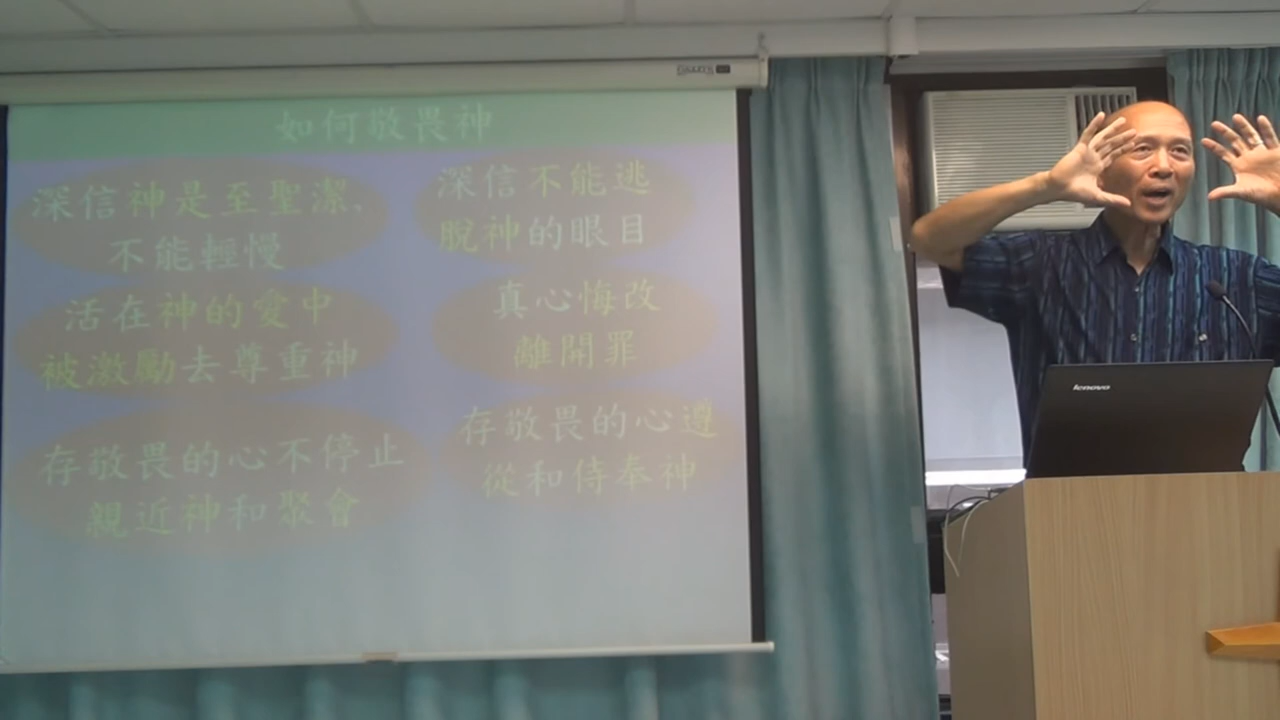 如何敬畏神
深信神是至聖潔,
不能輕慢
深信不能逃
脫神的眼目
活在神的愛中
被激勵去尊重神
真心悔改
離開罪
存敬畏的心不停止
親近神和聚會
存敬畏的心遵
從和侍奉神
lenovo